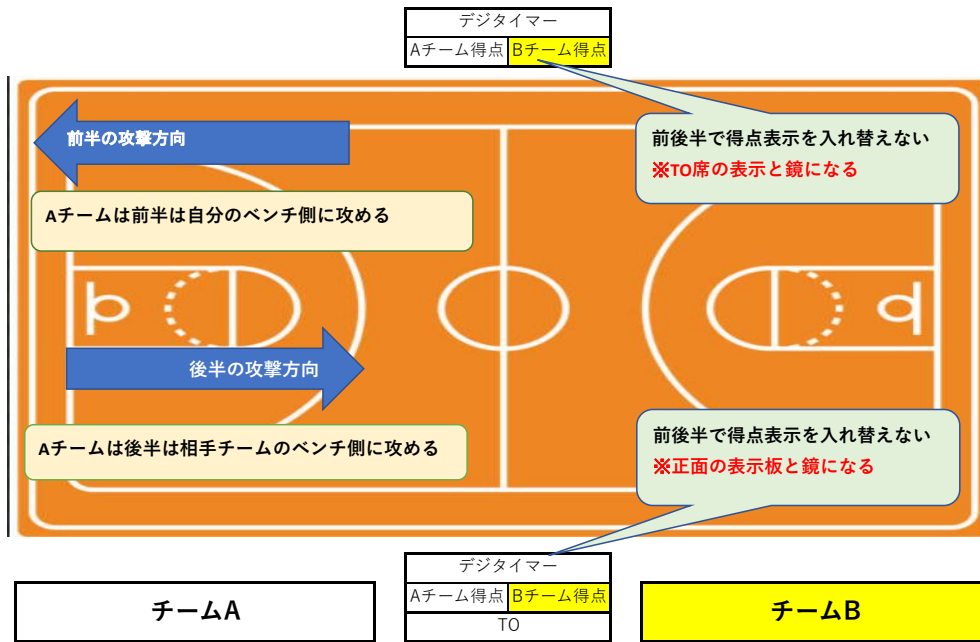 デジタイマー
Aチーム得点 Bチーム得点
前半の攻撃方向
前後半で得点表示を入れ替えない
※TO席の表示と鏡になる
Aチームは前半は自分のベンチ側に攻める
後半の攻撃方向
Aチームは後半は相手チームのベンチ側に攻める
前後半で得点表示を入れ替えない
※正面の表示板と鏡になる
デジタイマー
Aチーム得点 Bチーム得点
TO
チームA
チームB